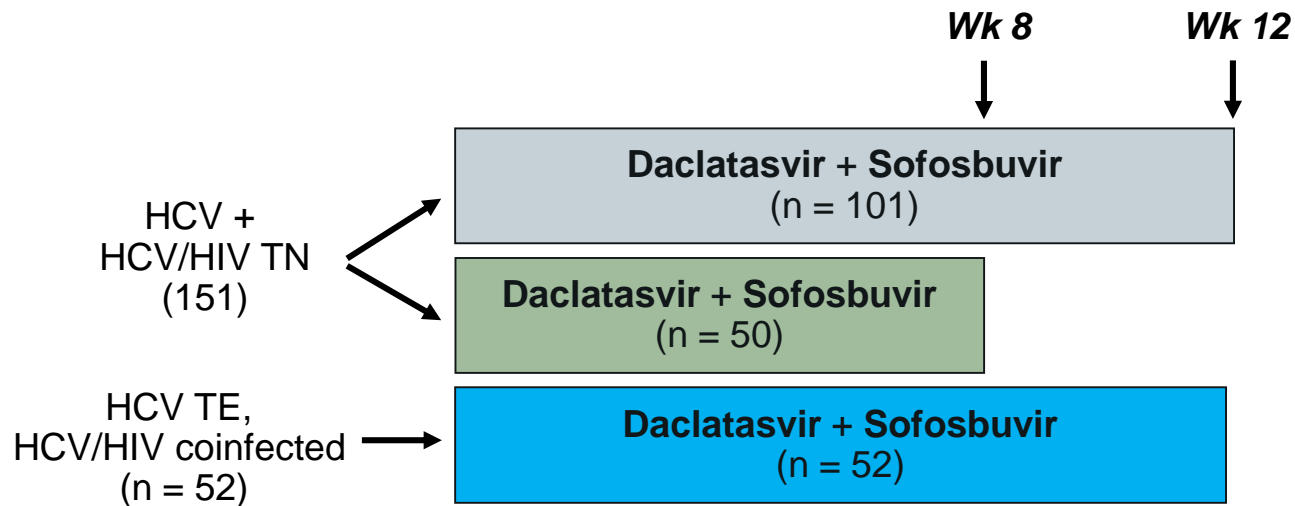 Wk 8
Wk 12
Daclatasvir + Sofosbuvir
(n = 101)
HCV +
HCV/HIV TN
(151)
Daclatasvir + Sofosbuvir
(n = 50)
HCV TE,
HCV/HIV coinfected
(n = 52)
Daclatasvir + Sofosbuvir
(n = 52)